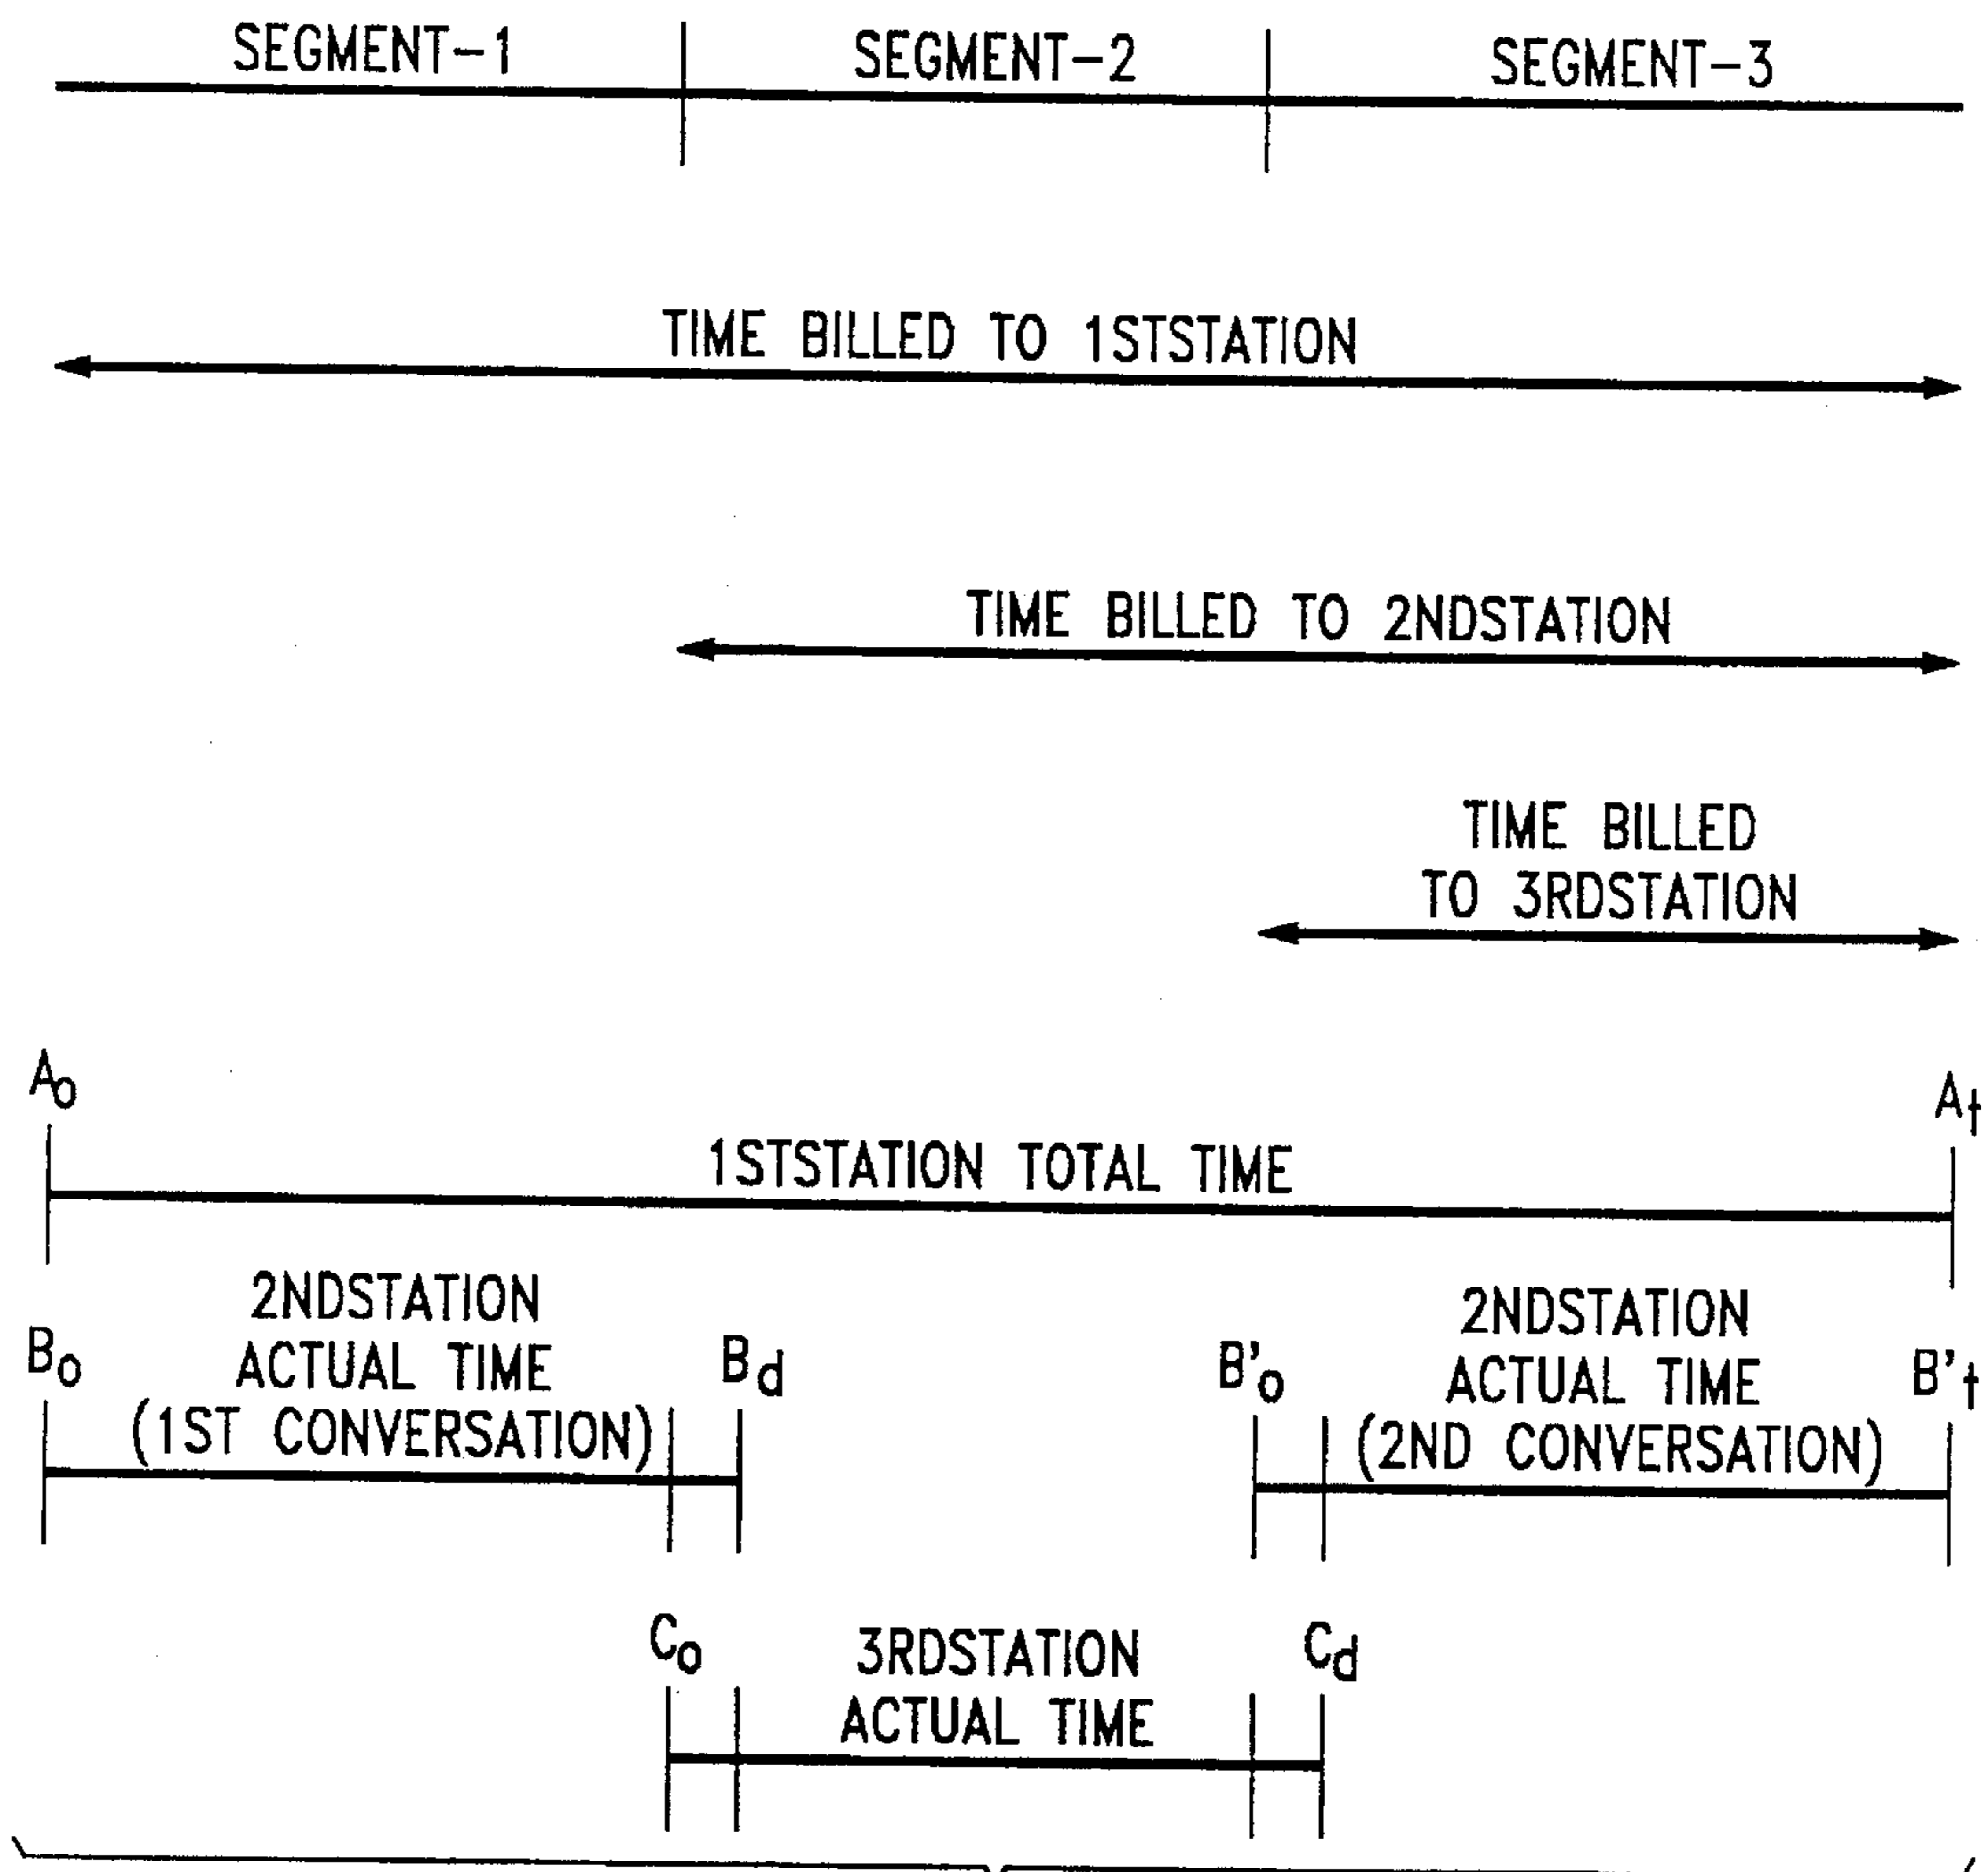 SEGMENT-1 SEGMENT-2 SEGMENT-3
TIME BILLED TO 1STSTATION
TIME BILLED TO 2NDSTATION
TIME BILLED
TO 3RDSTATION
Ao At
1STSTATION TOTAL TIME
2NDSTATION
ACTUAL TIME
(1ST CONVERSATION)
Bo Bd B'o B't
2NDSTATION
ACTUAL TIME
(2ND CONVERSATION)
Co Cd
3RDSTATION
ACTUAL TIME